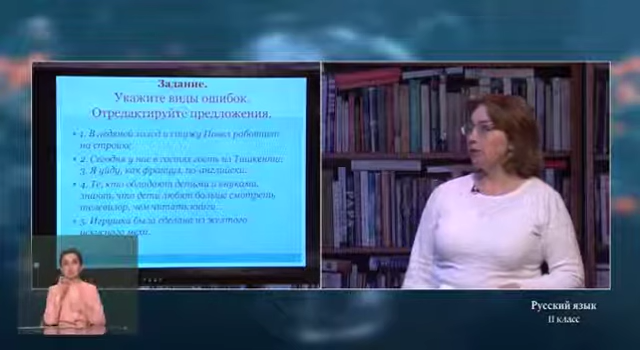 Задание.
Укажите виды ошибок.
Отредактируйте предложения.
• 1. В ледяной холод и стужу Павел работает
на стройке
• 2. Сегодня у нас в гостях гость из Ташкента;
3. Я уйду, как француз, по-английски.
• 4. Те, кто обладают детьми и внуками,
знают, что дети любят больше смотреть
телевизор, чем читать книги...
• 5. Игрушка была сделана из желтого
меха.
Русский язык
II класс